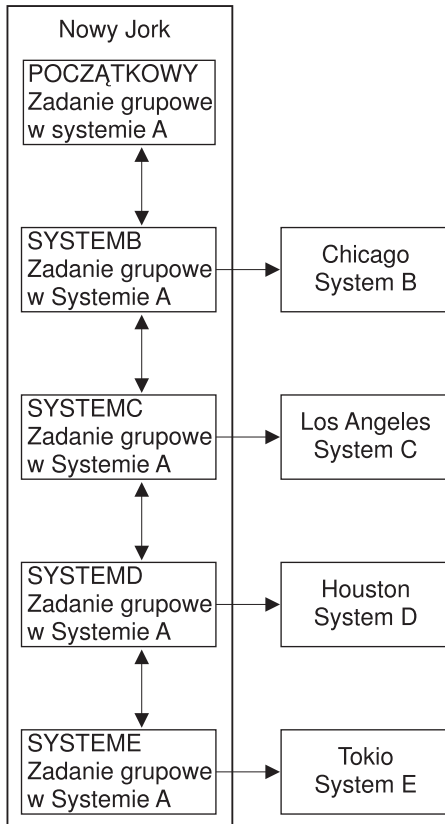 Nowy Jork
POCZĄTKOWY
Zadanie grupowe
w systemie A
SYSTEMB
Zadanie grupowe
w Systemie A
Chicago
System B
SYSTEMC
Zadanie grupowe
w Systemie A
Los Angeles
System C
SYSTEMD
Zadanie grupowe
w Systemie A
Houston
System D
SYSTEME
Zadanie grupowe
w Systemie A
Tokio
System E